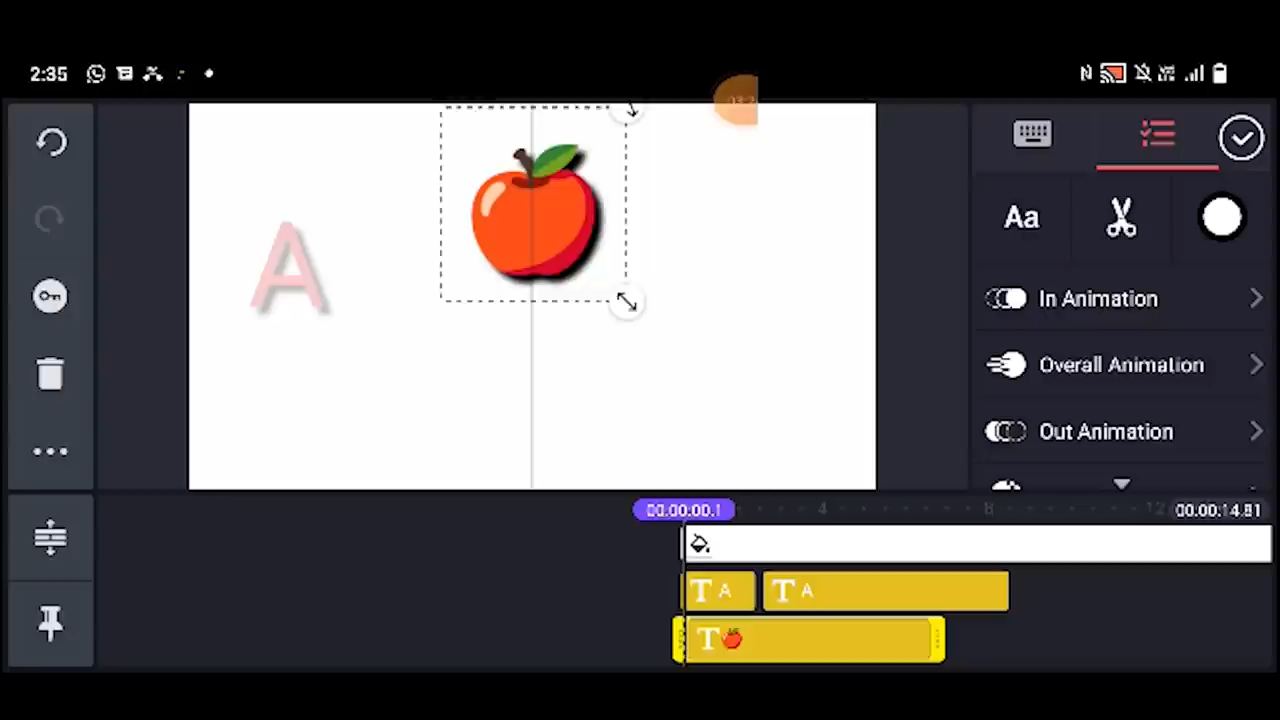 2:35
A
Aa
In Animation
Overall Animation
Out Animation
00.00.00.1
4
8
12
00.00.14.81
T A
T A
T